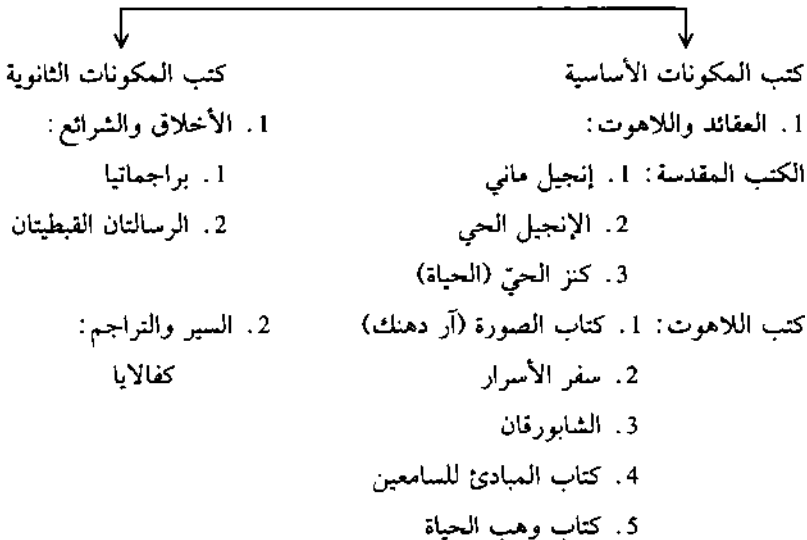 كتب المكونات الأساسية
1. العقائد واللاهوت:
الكتب المقدسة: 1. إنجيل ماني
2. الإنجيل الحي
3. كنز الحيّ (الحياة)
كتب اللاهوت: 1. كتاب الصورة (آر دهنك)
2. سفر الأسرار
3. الشابورقان
4. كتاب المبادئ للسامعين
5. كتاب وهب الحياة
كتب المكونات الثانوية
1. الأخلاق والشرائع:
1. براجماتيا
2. الرسالتان القبطيتان
2. السير والتراجم:
كفالايا